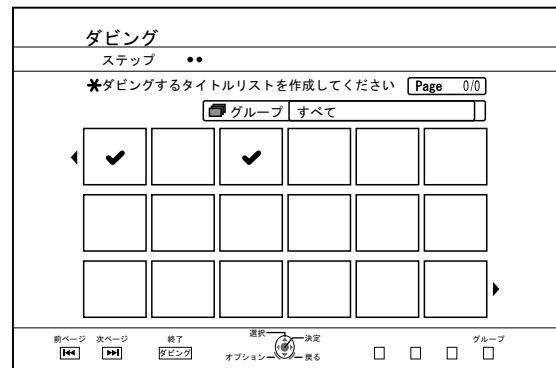 ダビング
ステップ ●●
＊ダビングするタイトルリストを作成してください Page 0/0
グループ すべて
前ページ 次ページ 終了 ダビング 選択 決定 オプション 戻る グループ